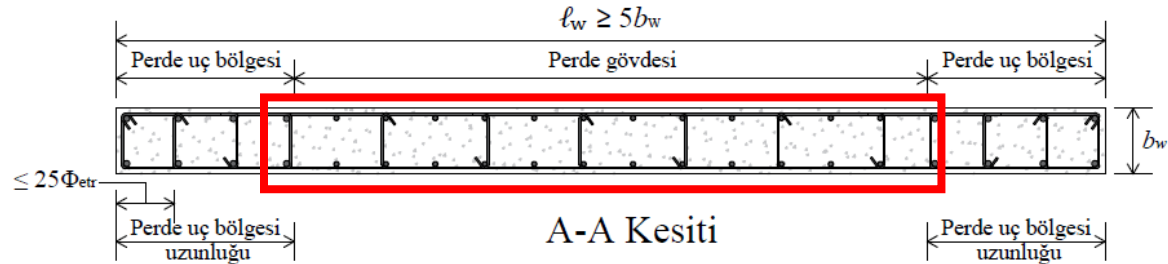 ℓw ≥ 5bw
Perde uç bölgesi
Perde gövdesi
Perde uç bölgesi
bw
≤ 25Φetr
Perde uç bölgesi
uzunluğu
A-A Kesiti
Perde uç bölgesi
uzunluğu